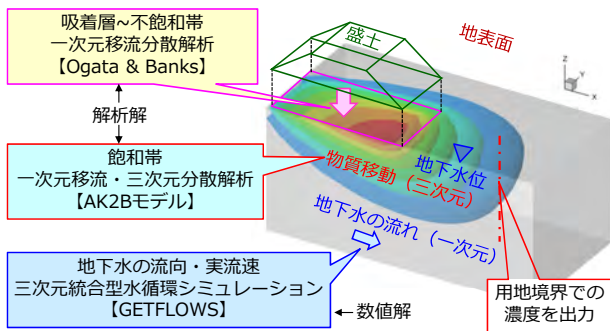 吸着層~不飽和帯
一次元移流分散解析
【Ogata & Banks】
解析解
飽和帯
一次元移流・三次元分散解析
【AK2Bモデル】
地下水の流向・実流速
三次元統合型水循環シミュレーション
【GETFLOWS】
数値解
盛土
地表面
物質移動（三次元）
地下水位
地下水の流れ（一次元）
用地境界での
濃度を出力
Z
Y
X